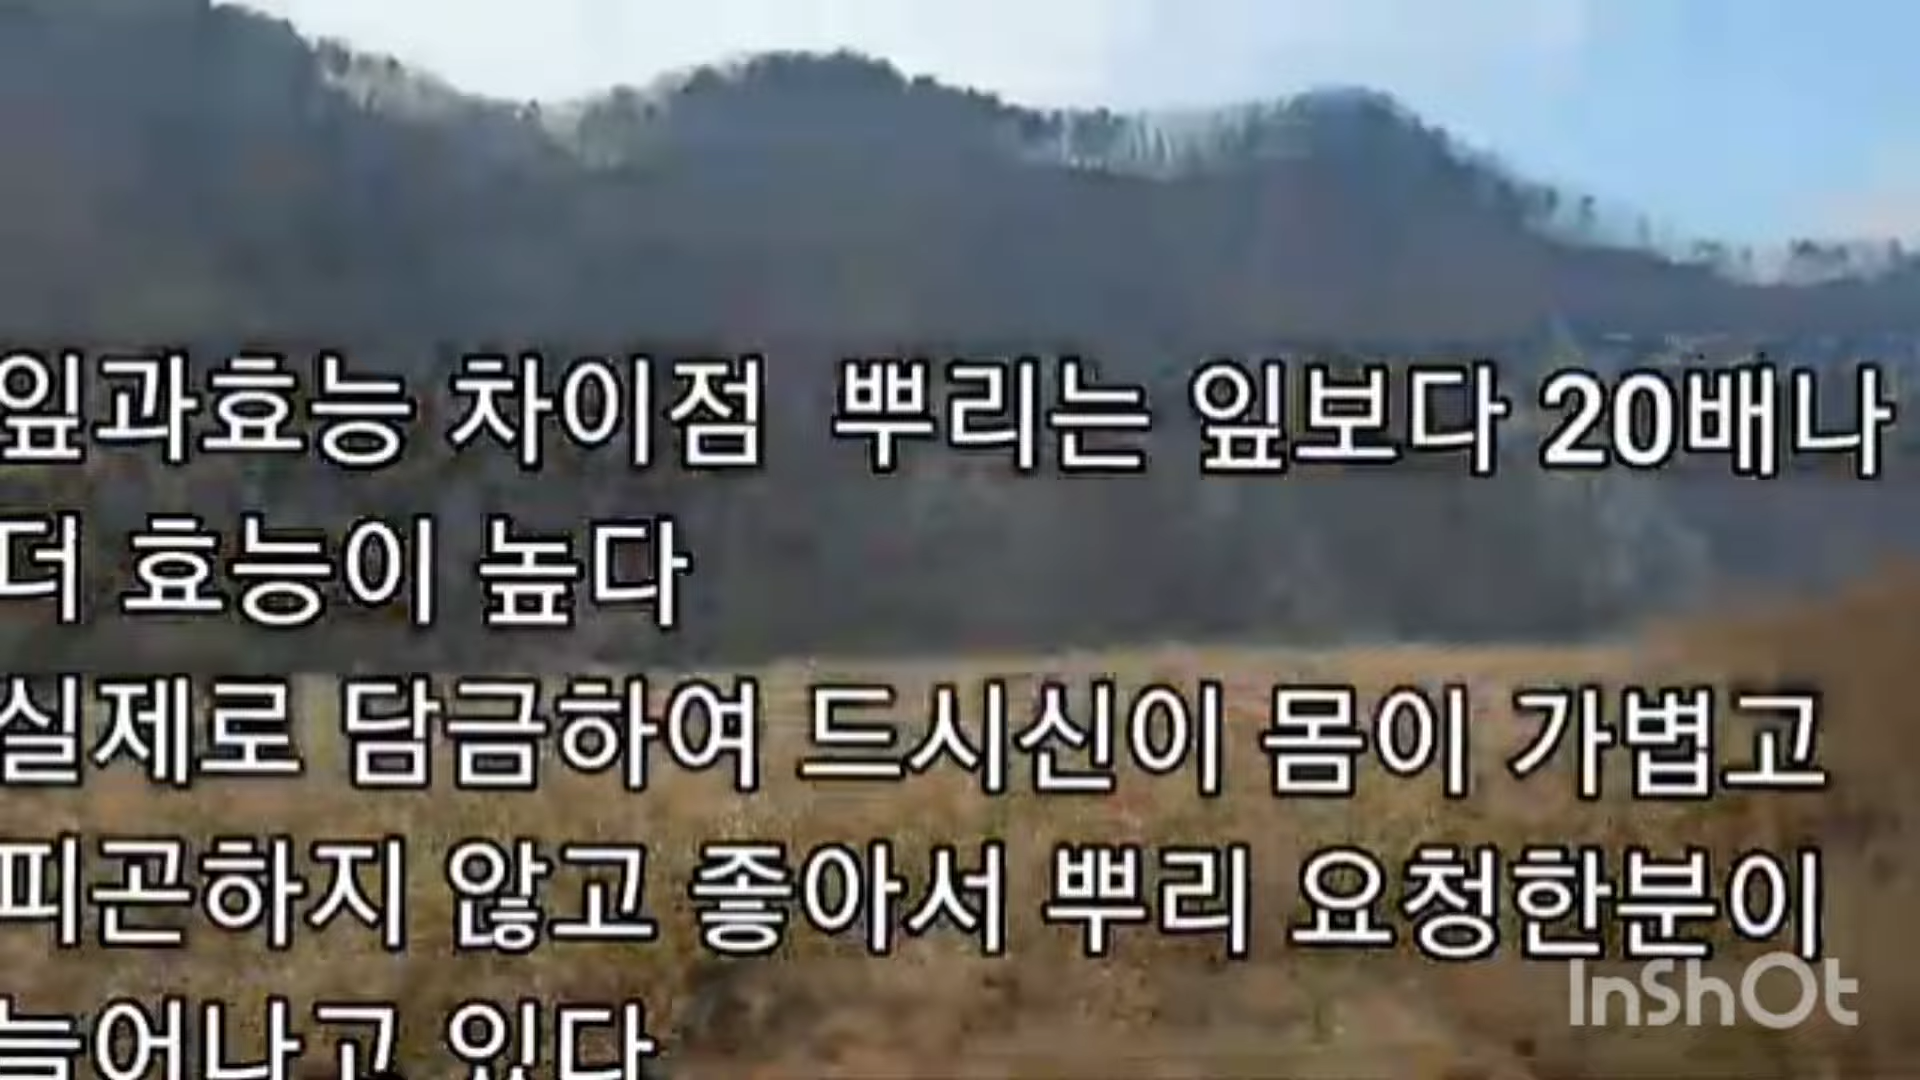 잎과효능 차이점  뿌리는 잎보다 20배나
더 효능이 높다
실제로 담금하여 드시신이 몸이 가볍고
피곤하지 않고 좋아서 뿌리 요청한분이
늘어나고 있다
InShOt